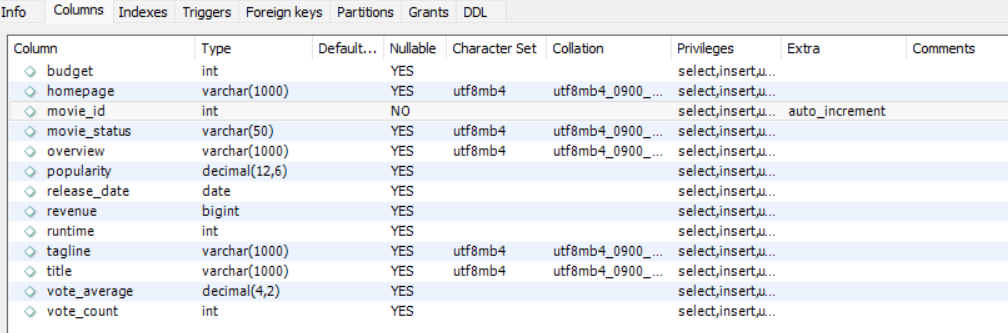 Info Columns Indexes Triggers Foreign keys Partitions Grants DDL
Column Type Default... Nullable Character Set Collation Privileges Extra Comments
budget int YES select,insert,u...
homepage varchar(1000) YES utf8mb4 utf8mb4_0900_... select,insert,u...
movie_id int NO select,insert,u... auto_increment
movie_status varchar(50) YES utf8mb4 utf8mb4_0900_... select,insert,u...
overview varchar(1000) YES utf8mb4 utf8mb4_0900_... select,insert,u...
popularity decimal(12,6) YES select,insert,u...
release_date date YES select,insert,u...
revenue bigint YES select,insert,u...
runtime int YES select,insert,u...
tagline varchar(1000) YES utf8mb4 utf8mb4_0900_... select,insert,u...
title varchar(1000) YES utf8mb4 utf8mb4_0900_... select,insert,u...
vote_average decimal(4,2) YES select,insert,u...
vote_count int YES select,insert,u...